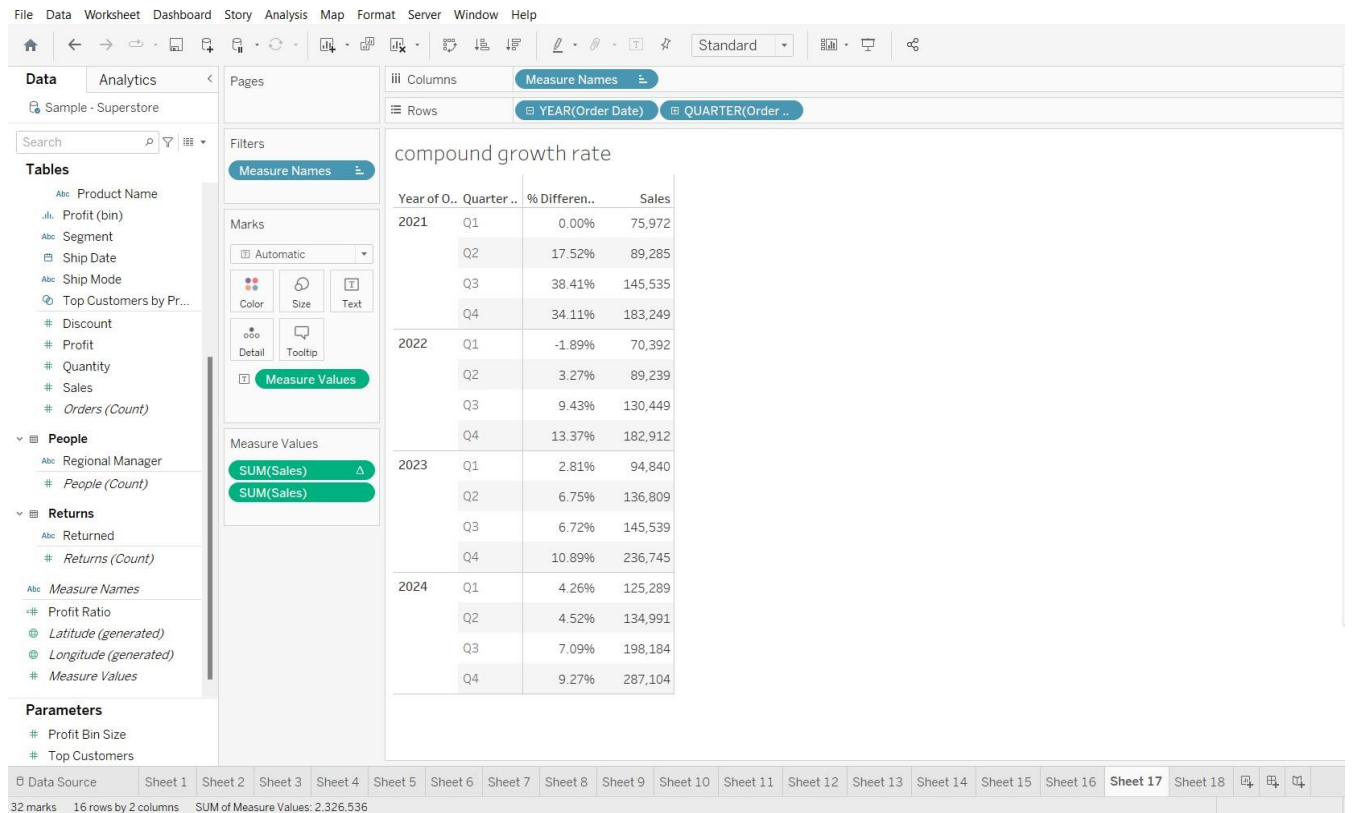 File Data Worksheet Dashboard Story Analysis Map Format Server Window Help
Standard
Data Analytics
Sample - Superstore
Search
Tables
Abc Product Name
Profit (bin)
Abc Segment
Ship Date
Abc Ship Mode
Top Customers by Pr...
# Discount
# Profit
# Quantity
# Sales
# Orders (Count)
People
Abc Regional Manager
# People (Count)
Returns
Abc Returned
# Returns (Count)
Abc Measure Names
=# Profit Ratio
Latitude (generated)
Longitude (generated)
# Measure Values
Parameters
# Profit Bin Size
# Top Customers
Pages
Filters
Measure Names
Marks
Automatic
Color Size Text
Detail Tooltip
Measure Values
Measure Values
SUM(Sales) Δ
SUM(Sales)
iii Columns Measure Names
Rows YEAR(Order Date) QUARTER(Order ..
compound growth rate
Year of O.. Quarter .. % Differen.. Sales
2021 Q1 0.00% 75,972
Q2 17.52% 89,285
Q3 38.41% 145,535
Q4 34.11% 183,249
2022 Q1 -1.89% 70,392
Q2 3.27% 89,239
Q3 9.43% 130,449
Q4 13.37% 182,912
2023 Q1 2.81% 94,840
Q2 6.75% 136,809
Q3 6.72% 145,539
Q4 10.89% 236,745
2024 Q1 4.26% 125,289
Q2 4.52% 134,991
Q3 7.09% 198,184
Q4 9.27% 287,104
Data Source Sheet 1 Sheet 2 Sheet 3 Sheet 4 Sheet 5 Sheet 6 Sheet 7 Sheet 8 Sheet 9 Sheet 10 Sheet 11 Sheet 12 Sheet 13 Sheet 14 Sheet 15 Sheet 16 Sheet 17 Sheet 18
32 marks 16 rows by 2 columns SUM of Measure Values: 2,326,536